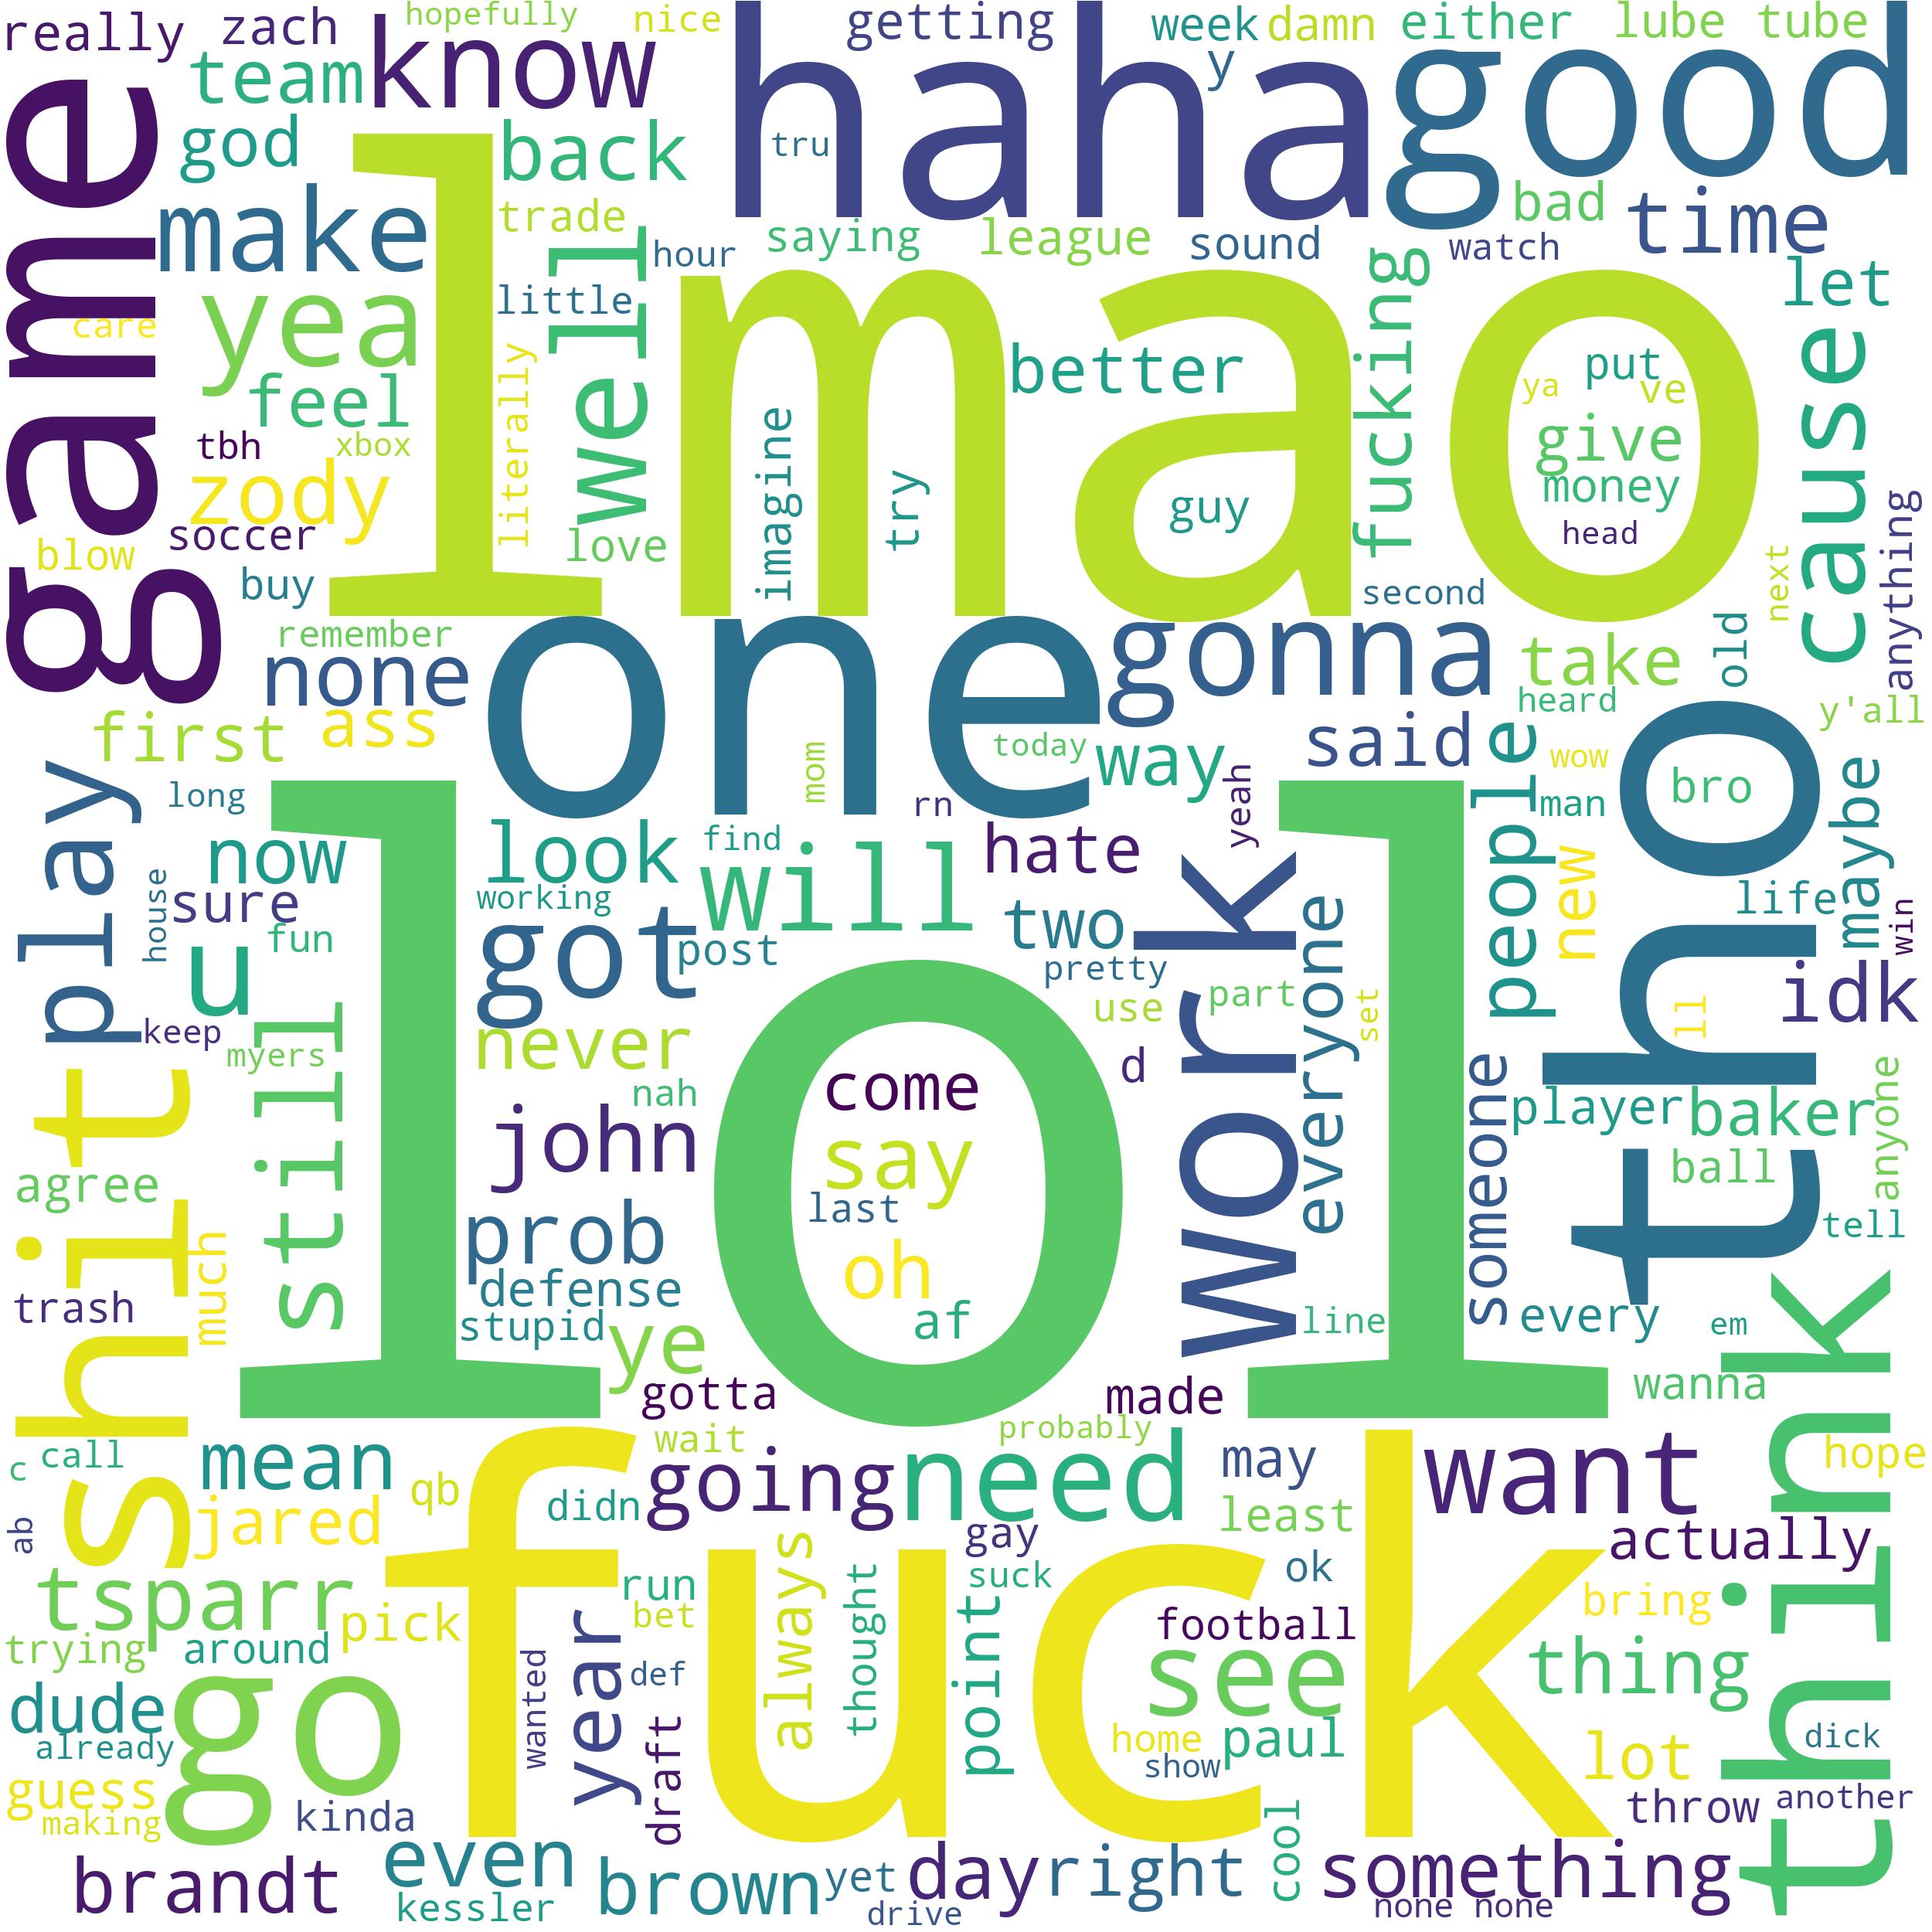 really
zach
hopefully
nice
getting
week
damn
either
lube tube
team
know
haha
y
good
god
back
tru
make
trade
bad
time
hour
saying
league
sound
watch
game
yea
little
well
lmao
fucking
let
care
literally
better
put
ya
ve
cause
feel
tbh
xbox
imagine
try
guy
give
money
head
zody
soccer
blow
love
buy
second
next
anything
remember
none
one
gonna
take
old
heard
y'all
first
ass
today
way
said
people
wow
tho
mom
rn
yeah
man
bro
maybe
play
long
now
look
find
will
hate
house
sure
working
two
work
everyone
new
life
win
u
fun
got
post
pretty
keep
still
myers
never
lol
use
part
set
ll
idk
nah
d
come
someone
player
baker
anyone
john
say
ball
agree
last
tell
shit
much
prob
oh
defense
trash
stupid
ye
af
line
every
em
gotta
made
wanna
think
wait
probably
c
call
mean
going
need
may
want
hope
ab
jared
qb
didn
fuck
gay
least
actually
tsparr
always
thought
suck
ok
run
pick
bet
point
football
bring
trying
around
year
wanted
def
see
thing
dude
go
already
draft
home
paul
show
lot
dick
guess
making
kinda
throw
another
cool
brandt
even
brown
yet
day
right
something
kessler
drive
none none